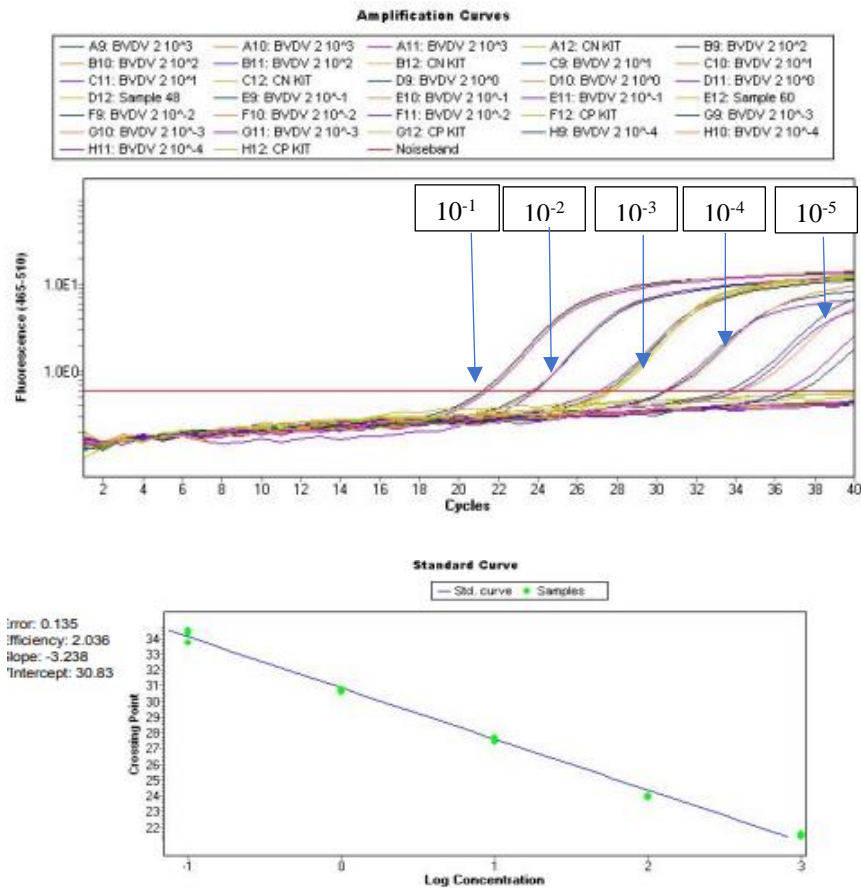 Amplification Curves
A9: BVDV 2 10^3 A10: BVDV 2 10^3 A11: BVDV 2 10^3 A12: CN KIT B9: BVDV 2 10^2
B10: BVDV 2 10^2 B11: BVDV 2 10^2 B12: CN KIT C9: BVDV 2 10^1 C10: BVDV 2 10^1
C11: BVDV 2 10^1 C12: CN KIT D9: BVDV 2 10^0 D10: BVDV 2 10^0 D11: BVDV 2 10^0
D12: Sample 48 E9: BVDV 2 10^-1 E10: BVDV 2 10^-1 E11: BVDV 2 10^-1 E12: Sample 60
F9: BVDV 2 10^-2 F10: BVDV 2 10^-2 F11: BVDV 2 10^-2 F12: CP KIT G9: BVDV 2 10^-3
G10: BVDV 2 10^-3 G11: BVDV 2 10^-3 G12: CP KIT H9: BVDV 2 10^-4 H10: BVDV 2 10^-4
H11: BVDV 2 10^-4 H12: CP KIT Noiseband
10-1 10-2 10-3 10-4 10-5
Fluorescence (465-510)
1.0E1
1.0E0
2 4 6 8 10 12 14 16 18 20 22 24 26 28 30 32 34 36 38 40
Cycles
Standard Curve
Std. curve Samples
Error: 0.135
Efficiency: 2.036
Slope: -3.238
YIntercept: 30.83
Crossing Point
34
33
32
31
30
29
28
27
26
25
24
23
22
-1 0 1 2 3
Log Concentration